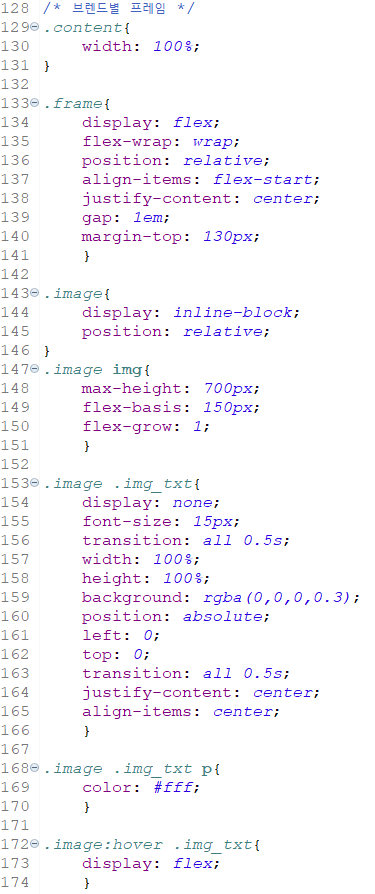 128 /* 브렌드별 프레임 */
129 .content{
130     width: 100%;
131 }
132
133 .frame{
134     display: flex;
135     flex-wrap: wrap;
136     position: relative;
137     align-items: flex-start;
138     justify-content: center;
139     gap: 1em;
140     margin-top: 130px;
141     }
142
143 .image{
144     display: inline-block;
145     position: relative;
146 }
147 .image img{
148     max-height: 700px;
149     flex-basis: 150px;
150     flex-grow: 1;
151     }
152
153 .image .img_txt{
154     display: none;
155     font-size: 15px;
156     transition: all 0.5s;
157     width: 100%;
158     height: 100%;
159     background: rgba(0,0,0,0.3);
160     position: absolute;
161     left: 0;
162     top: 0;
163     transition: all 0.5s;
164     justify-content: center;
165     align-items: center;
166     }
167
168 .image .img_txt p{
169     color: #fff;
170     }
171
172 .image:hover .img_txt{
173     display: flex;
174     }